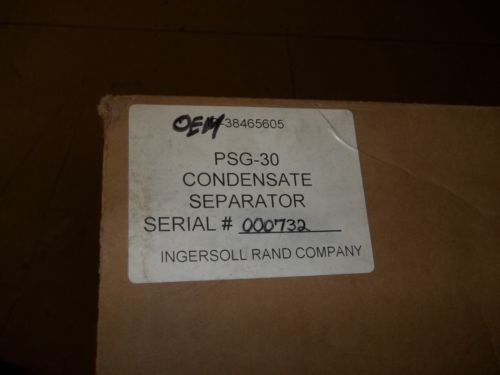 OEM-38465605
PSG-30
CONDENSATE
SEPARATOR
SERIAL # 000732
INGERSOLL RAND COMPANY